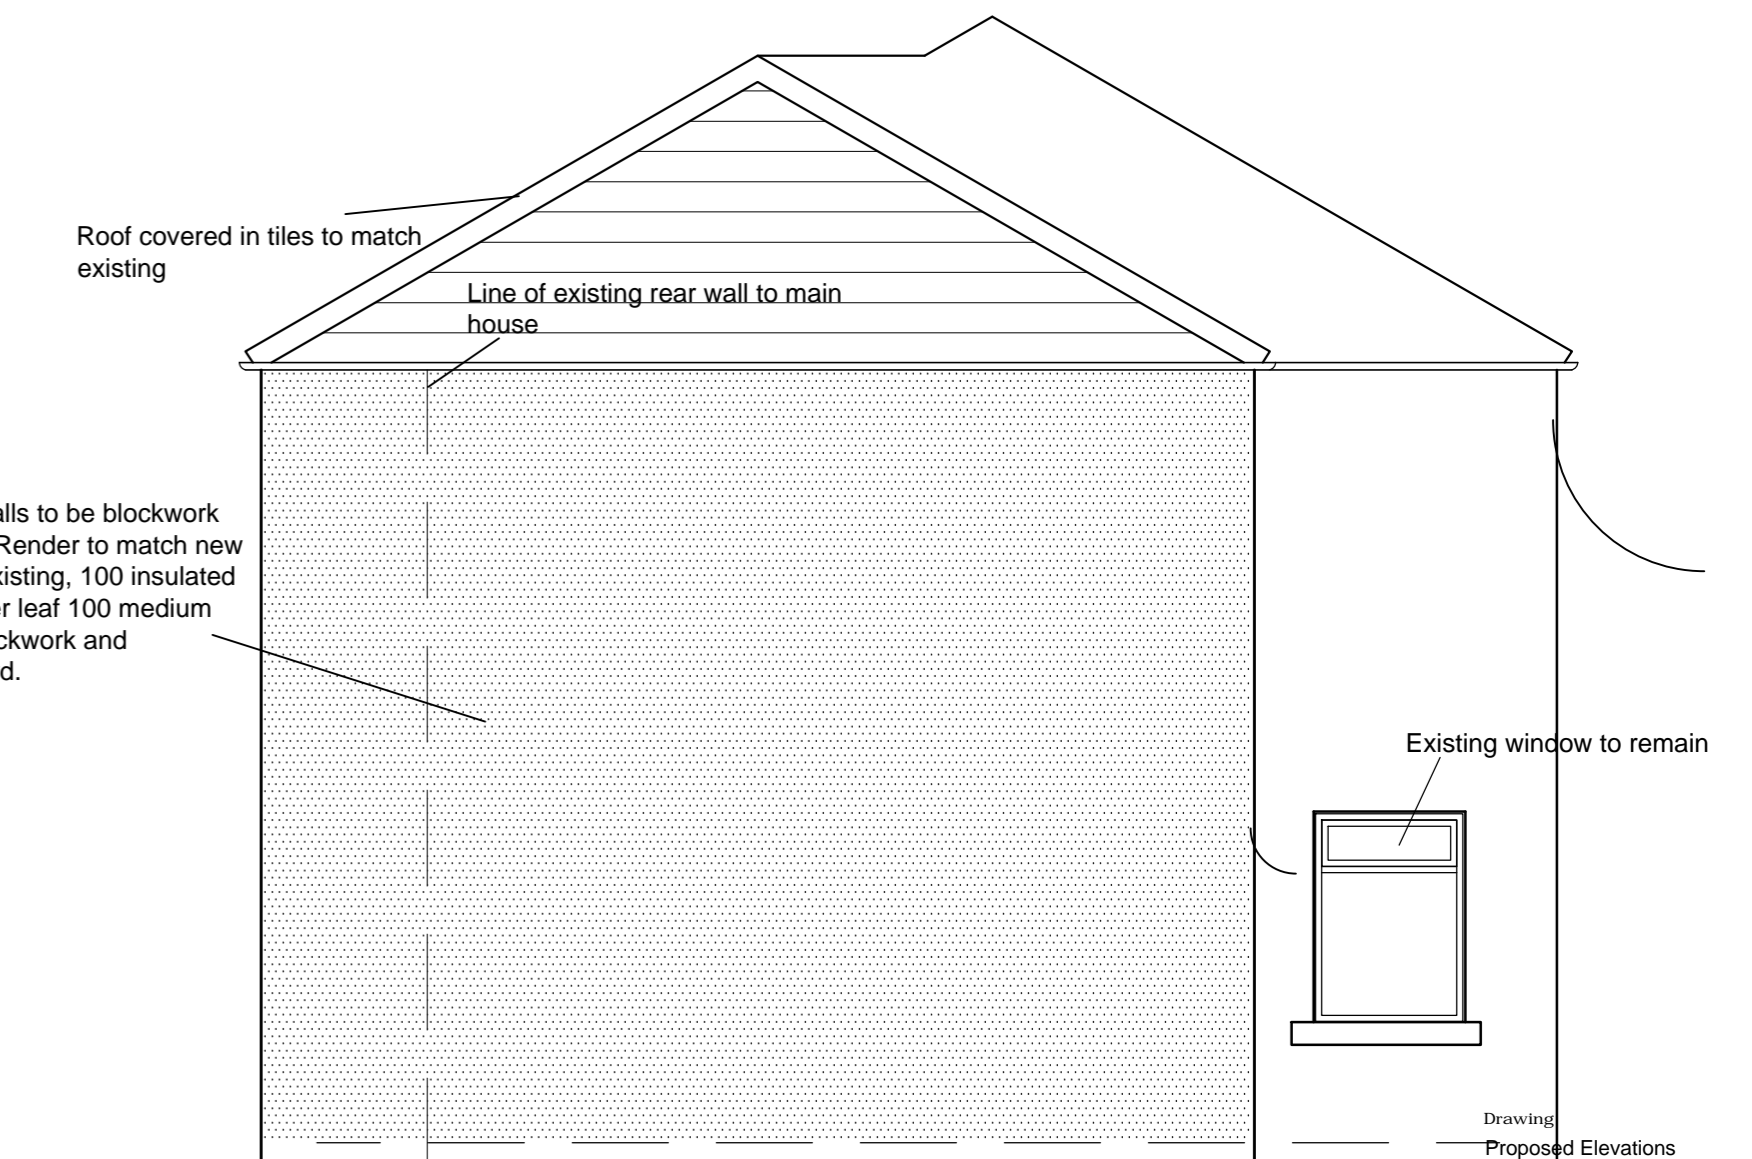 Roof covered in tiles to match
existing
Line of existing rear wall to main
house
alls to be blockwork
Render to match new
xisting, 100 insulated
er leaf 100 medium
ckwork and
d.
Existing window to remain
Drawing
Proposed Elevations